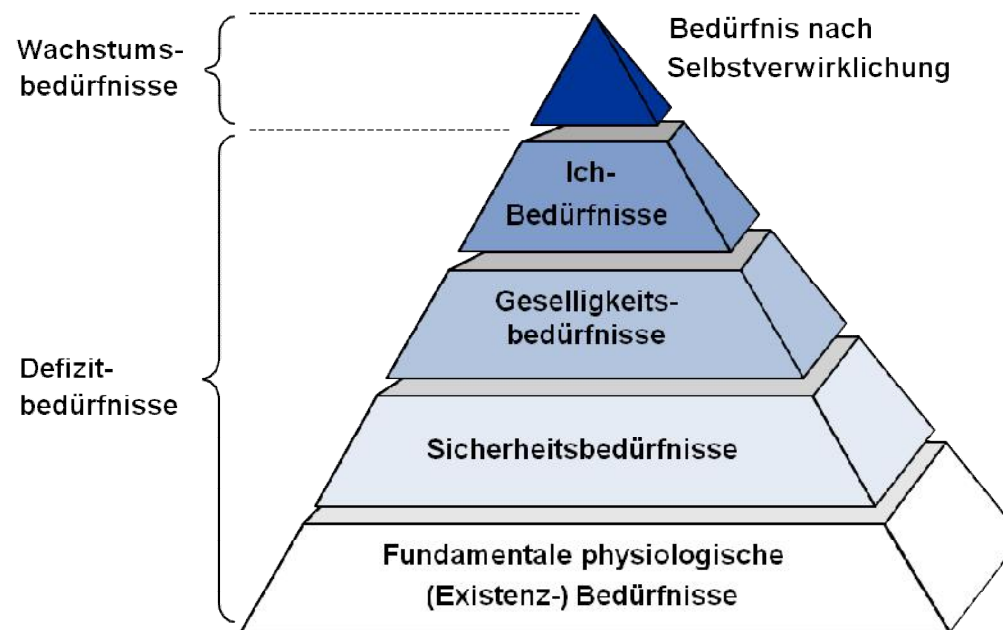 Wachstums-
bedürfnisse
Bedürfnis nach
Selbstverwirklichung
Ich-
Bedürfnisse
Geselligkeits-
bedürfnisse
Defizit-
bedürfnisse
Sicherheitsbedürfnisse
Fundamentale physiologische
(Existenz-) Bedürfnisse